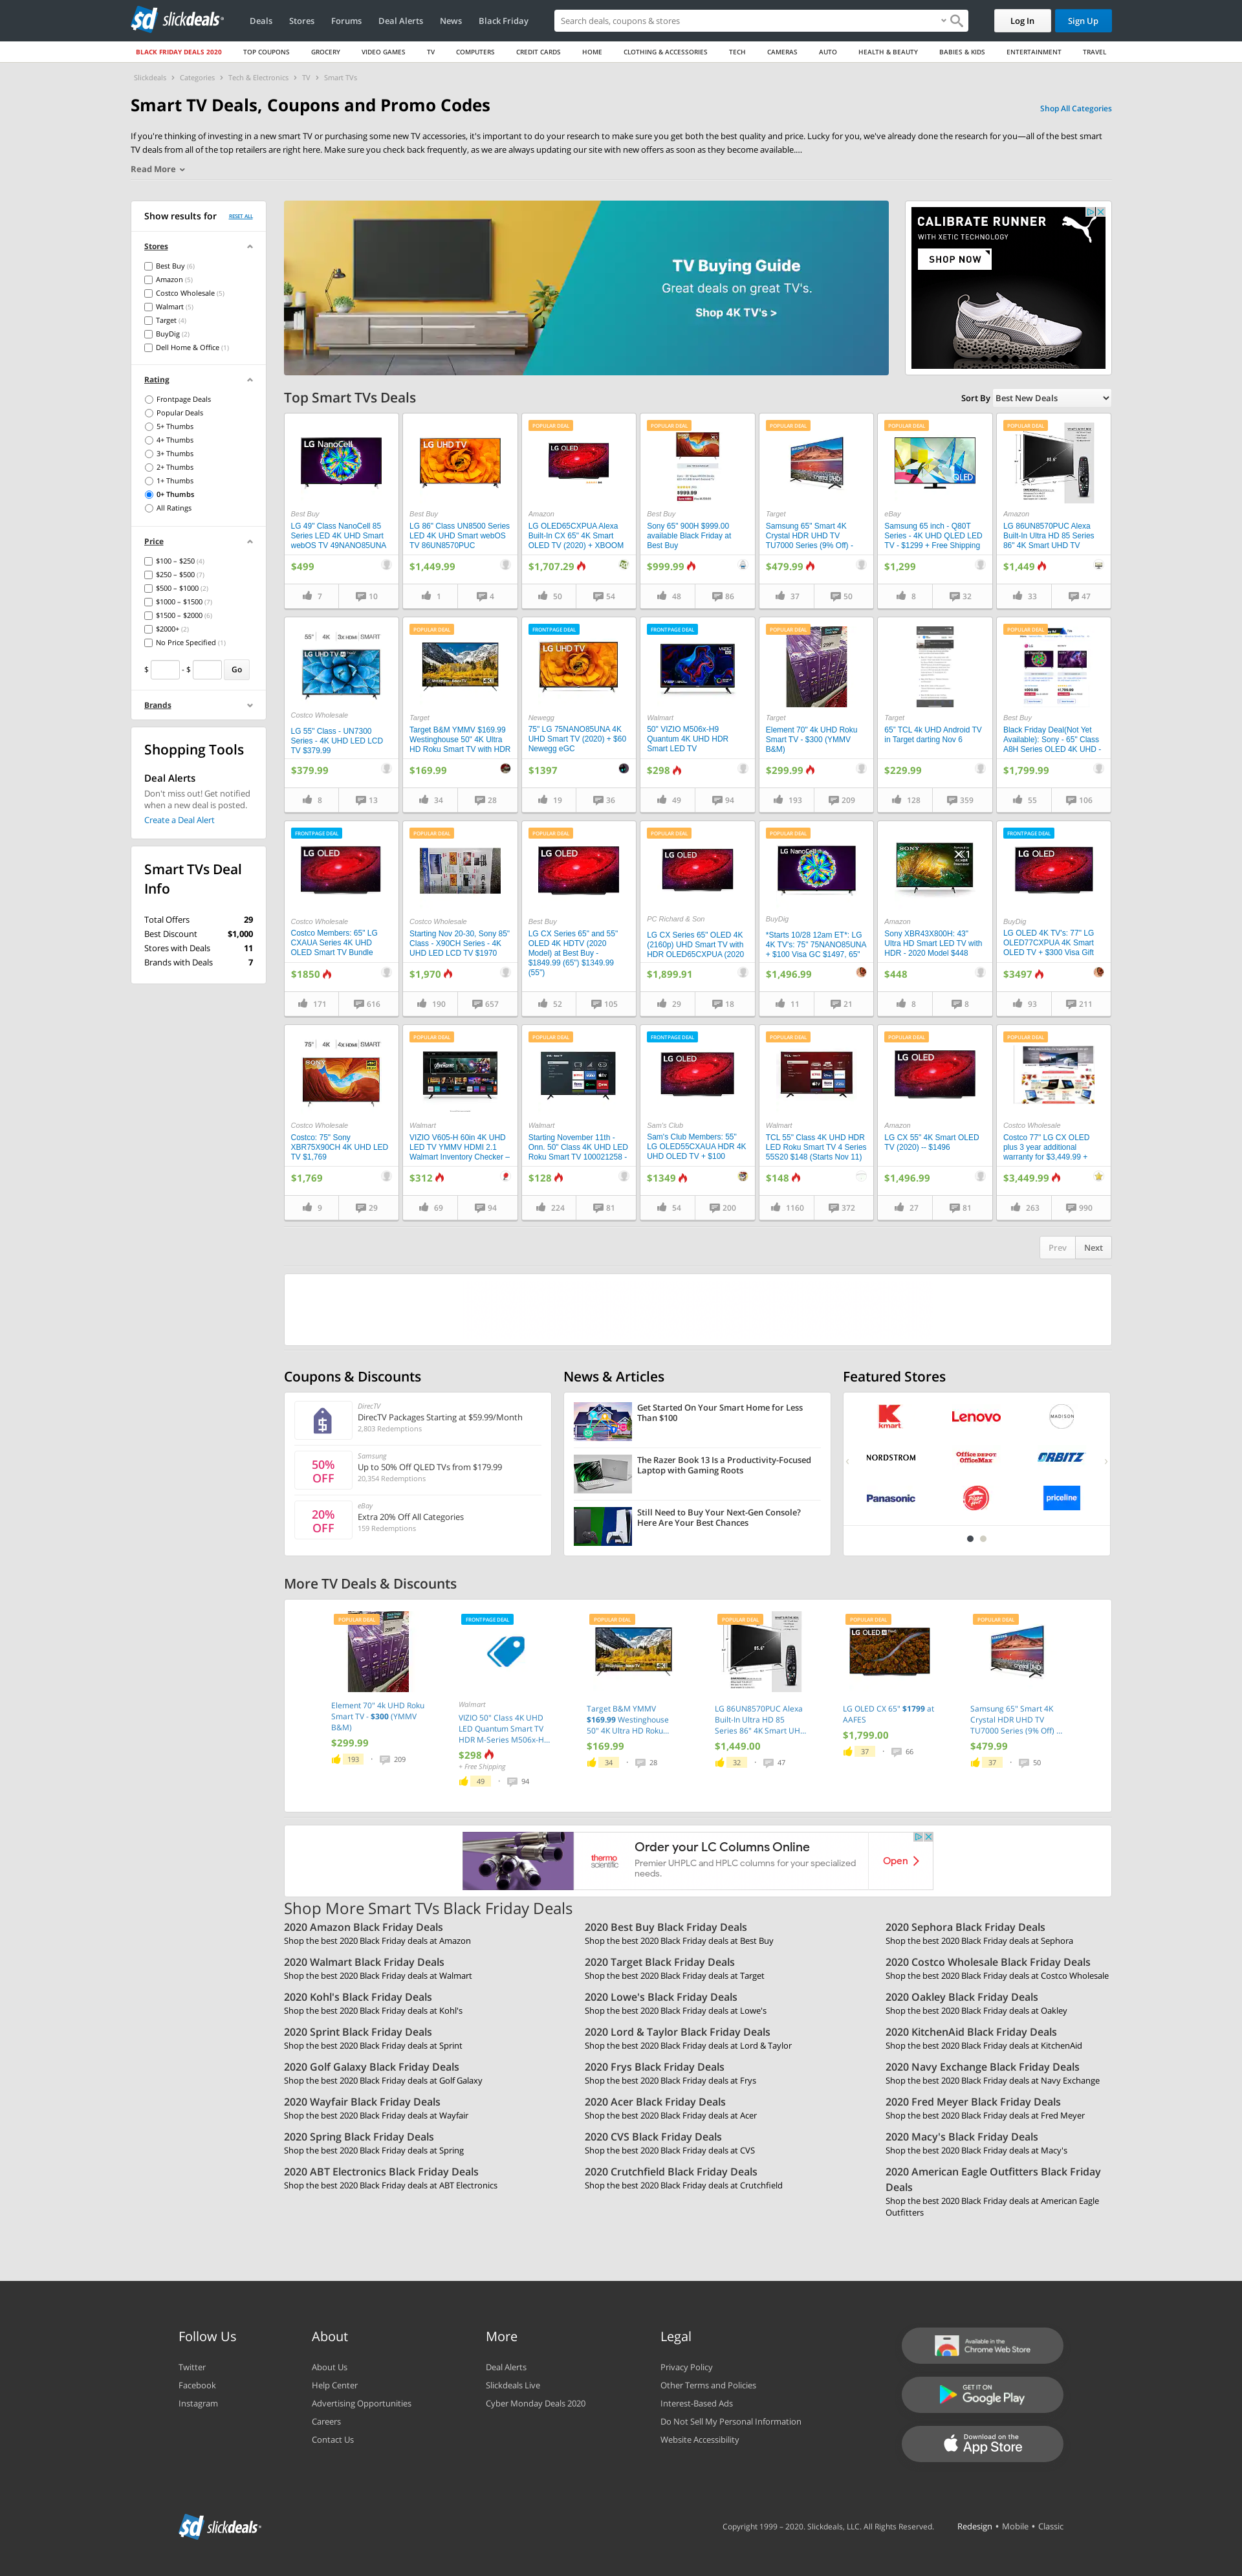 sd slickdeals
Deals
Stores
Forums
Deal Alerts
News
Black Friday
Search deals, coupons & stores
Log In
Sign Up
BLACK FRIDAY DEALS 2020
TOP COUPONS
GROCERY
VIDEO GAMES
TV
COMPUTERS
CREDIT CARDS
HOME
CLOTHING & ACCESSORIES
TECH
CAMERAS
AUTO
HEALTH & BEAUTY
BABIES & KIDS
ENTERTAINMENT
TRAVEL
Slickdeals > Categories > Tech & Electronics > TV > Smart TVs
Smart TV Deals, Coupons and Promo Codes
Shop All Categories
If you're thinking of investing in a new smart TV or purchasing some new TV accessories, it's important to do your research to make sure you get both the best quality and price. Lucky for you, we've already done the research for you—all of the best smart
TV deals from all of the top retailers are right here. Make sure you check back frequently, as we are always updating our site with new offers as soon as they become available....
Read More
Show results for
RESET ALL
Stores
Best Buy (6)
Amazon (5)
Costco Wholesale (5)
Walmart (5)
Target (4)
BuyDig (2)
Dell Home & Office (1)
Rating
Frontpage Deals
Popular Deals
5+ Thumbs
4+ Thumbs
3+ Thumbs
2+ Thumbs
1+ Thumbs
0+ Thumbs
All Ratings
Price
$100 – $250 (4)
$250 – $500 (7)
$500 – $1000 (2)
$1000 – $1500 (7)
$1500 – $2000 (6)
$2000+ (2)
No Price Specified (1)
$ - $ Go
Brands
Shopping Tools
Deal Alerts
Don't miss out! Get notified
when a new deal is posted.
Create a Deal Alert
Smart TVs Deal
Info
Total Offers 29
Best Discount $1,000
Stores with Deals 11
Brands with Deals 7
TV Buying Guide
Great deals on great TV's.
Shop 4K TV's >
CALIBRATE RUNNER
WITH XETIC TECHNOLOGY
SHOP NOW
Top Smart TVs Deals
Sort By Best New Deals
LG NanoCell
Best Buy
LG 49" Class NanoCell 85
Series LED 4K UHD Smart
webOS TV 49NANO85UNA
$499
7 10
LG UHD TV
Best Buy
LG 86" Class UN8500 Series
LED 4K UHD Smart webOS
TV 86UN8570PUC
$1,449.99
1 4
POPULAR DEAL
LG OLED
Amazon
LG OLED65CXPUA Alexa
Built-In CX 65" 4K Smart
OLED TV (2020) + XBOOM
$1,707.29
50 54
POPULAR DEAL
$999.99
Best Buy
Sony 65" 900H $999.00
available Black Friday at
Best Buy
$999.99
48 86
POPULAR DEAL
Crystal UHD
Target
Samsung 65" Smart 4K
Crystal HDR UHD TV
TU7000 Series (9% Off) -
$479.99
37 50
POPULAR DEAL
QLED
eBay
Samsung 65 inch - Q80T
Series - 4K UHD QLED LED
TV - $1299 + Free Shipping
$1,299
8 32
POPULAR DEAL
85.6"
Amazon
LG 86UN8570PUC Alexa
Built-In Ultra HD 85 Series
86" 4K Smart UHD TV
$1,449
33 47
55" 4K 3x HDMI SMART
LG UHD TV
Costco Wholesale
LG 55" Class - UN7300
Series - 4K UHD LED LCD
TV $379.99
$379.99
8 13
POPULAR DEAL
Target
Target B&M YMMV $169.99
Westinghouse 50" 4K Ultra
HD Roku Smart TV with HDR
$169.99
34 28
FRONTPAGE DEAL
LG UHD TV
Newegg
75" LG 75NANO85UNA 4K
UHD Smart TV (2020) + $60
Newegg eGC
$1397
19 36
FRONTPAGE DEAL
Walmart
50" VIZIO M506x-H9
Quantum 4K UHD HDR
Smart LED TV
$298
49 94
POPULAR DEAL
Target
Element 70" 4k UHD Roku
Smart TV - $300 (YMMV
B&M)
$299.99
193 209
Target
65" TCL 4k UHD Android TV
in Target darting Nov 6
$229.99
128 359
POPULAR DEAL
Best Buy
Black Friday Deal(Not Yet
Available): Sony - 65" Class
A8H Series OLED 4K UHD -
$1,799.99
55 106
FRONTPAGE DEAL
LG OLED
Costco Wholesale
Costco Members: 65" LG
CXAUA Series 4K UHD
OLED Smart TV Bundle
$1850
171 616
POPULAR DEAL
Costco Wholesale
Starting Nov 20-30, Sony 85"
Class - X90CH Series - 4K
UHD LED LCD TV $1970
$1,970
190 657
POPULAR DEAL
LG OLED
Best Buy
LG CX Series 65" and 55"
OLED 4K HDTV (2020
Model) at Best Buy -
$1849.99 (65") $1349.99
(55")
52 105
POPULAR DEAL
LG OLED
PC Richard & Son
LG CX Series 65" OLED 4K
(2160p) UHD Smart TV with
HDR OLED65CXPUA (2020
$1,899.91
29 18
POPULAR DEAL
LG NanoCell
BuyDig
*Starts 10/28 12am ET*: LG
4K TV's: 75" 75NANO85UNA
+ $100 Visa GC $1497, 65"
$1,496.99
11 21
SONY X1
Amazon
Sony XBR43X800H: 43"
Ultra HD Smart LED TV with
HDR - 2020 Model $448
$448
8 8
FRONTPAGE DEAL
LG OLED
BuyDig
LG OLED 4K TV's: 77" LG
OLED77CXPUA 4K Smart
OLED TV + $300 Visa Gift
$3497
93 211
75" 4K 4x HDMI SMART
SONY
Costco Wholesale
Costco: 75" Sony
XBR75X90CH 4K UHD LED
TV $1,769
$1,769
9 29
POPULAR DEAL
Walmart
VIZIO V605-H 60in 4K UHD
LED TV YMMV HDMI 2.1
Walmart Inventory Checker –
$312
69 94
POPULAR DEAL
Walmart
Starting November 11th -
Onn. 50" Class 4K UHD LED
Roku Smart TV 100021258 -
$128
224 81
FRONTPAGE DEAL
LG OLED
Sam's Club
Sam's Club Members: 55"
LG OLED55CXAUA HDR 4K
UHD OLED TV + $100
$1349
54 200
POPULAR DEAL
Walmart
TCL 55" Class 4K UHD HDR
LED Roku Smart TV 4 Series
55S20 $148 (Starts Nov 11)
$148
1160 372
POPULAR DEAL
LG OLED
Amazon
LG CX 55" 4K Smart OLED
TV (2020) -- $1496
$1,496.99
27 81
POPULAR DEAL
Costco Wholesale
Costco 77" LG CX OLED
plus 3 year additional
warranty for $3,449.99 +
$3,449.99
263 990
Prev Next
Coupons & Discounts
DirecTV
DirecTV Packages Starting at $59.99/Month
2,803 Redemptions
50% OFF
Samsung
Up to 50% Off QLED TVs from $179.99
20,354 Redemptions
20% OFF
eBay
Extra 20% Off All Categories
159 Redemptions
News & Articles
Get Started On Your Smart Home for Less
Than $100
The Razer Book 13 Is a Productivity-Focused
Laptop with Gaming Roots
Still Need to Buy Your Next-Gen Console?
Here Are Your Best Chances
Featured Stores
kmart
Lenovo
MADISON
NORDSTROM
Office DEPOT
OfficeMax
ORBITZ
Panasonic
Pizza Hut
priceline
More TV Deals & Discounts
POPULAR DEAL
Element 70" 4k UHD Roku
Smart TV - $300 (YMMV
B&M)
$299.99
193 · 209
FRONTPAGE DEAL
Walmart
VIZIO 50" Class 4K UHD
LED Quantum Smart TV
HDR M-Series M506x-H...
$298
+ Free Shipping
49 · 94
POPULAR DEAL
Target B&M YMMV
$169.99 Westinghouse
50" 4K Ultra HD Roku...
$169.99
34 · 28
POPULAR DEAL
85.6"
LG 86UN8570PUC Alexa
Built-In Ultra HD 85
Series 86" 4K Smart UH...
$1,449.00
32 · 47
POPULAR DEAL
LG OLED
LG OLED CX 65" $1799 at
AAFES
$1,799.00
37 · 66
POPULAR DEAL
Crystal UHD
Samsung 65" Smart 4K
Crystal HDR UHD TV
TU7000 Series (9% Off) ...
$479.99
37 · 50
thermo scientific
Order your LC Columns Online
Premier UHPLC and HPLC columns for your specialized
needs.
Open >
Shop More Smart TVs Black Friday Deals
2020 Amazon Black Friday Deals
Shop the best 2020 Black Friday deals at Amazon
2020 Best Buy Black Friday Deals
Shop the best 2020 Black Friday deals at Best Buy
2020 Sephora Black Friday Deals
Shop the best 2020 Black Friday deals at Sephora
2020 Walmart Black Friday Deals
Shop the best 2020 Black Friday deals at Walmart
2020 Target Black Friday Deals
Shop the best 2020 Black Friday deals at Target
2020 Costco Wholesale Black Friday Deals
Shop the best 2020 Black Friday deals at Costco Wholesale
2020 Kohl's Black Friday Deals
Shop the best 2020 Black Friday deals at Kohl's
2020 Lowe's Black Friday Deals
Shop the best 2020 Black Friday deals at Lowe's
2020 Oakley Black Friday Deals
Shop the best 2020 Black Friday deals at Oakley
2020 Sprint Black Friday Deals
Shop the best 2020 Black Friday deals at Sprint
2020 Lord & Taylor Black Friday Deals
Shop the best 2020 Black Friday deals at Lord & Taylor
2020 KitchenAid Black Friday Deals
Shop the best 2020 Black Friday deals at KitchenAid
2020 Golf Galaxy Black Friday Deals
Shop the best 2020 Black Friday deals at Golf Galaxy
2020 Frys Black Friday Deals
Shop the best 2020 Black Friday deals at Frys
2020 Navy Exchange Black Friday Deals
Shop the best 2020 Black Friday deals at Navy Exchange
2020 Wayfair Black Friday Deals
Shop the best 2020 Black Friday deals at Wayfair
2020 Acer Black Friday Deals
Shop the best 2020 Black Friday deals at Acer
2020 Fred Meyer Black Friday Deals
Shop the best 2020 Black Friday deals at Fred Meyer
2020 Spring Black Friday Deals
Shop the best 2020 Black Friday deals at Spring
2020 CVS Black Friday Deals
Shop the best 2020 Black Friday deals at CVS
2020 Macy's Black Friday Deals
Shop the best 2020 Black Friday deals at Macy's
2020 ABT Electronics Black Friday Deals
Shop the best 2020 Black Friday deals at ABT Electronics
2020 Crutchfield Black Friday Deals
Shop the best 2020 Black Friday deals at Crutchfield
2020 American Eagle Outfitters Black Friday
Deals
Shop the best 2020 Black Friday deals at American Eagle
Outfitters
Follow Us
Twitter
Facebook
Instagram
About
About Us
Help Center
Advertising Opportunities
Careers
Contact Us
More
Deal Alerts
Slickdeals Live
Cyber Monday Deals 2020
Legal
Privacy Policy
Other Terms and Policies
Interest-Based Ads
Do Not Sell My Personal Information
Website Accessibility
Available in the
Chrome Web Store
GET IT ON
Google Play
Download on the
App Store
sd slickdeals
Copyright 1999 – 2020. Slickdeals, LLC. All Rights Reserved.
Redesign • Mobile • Classic